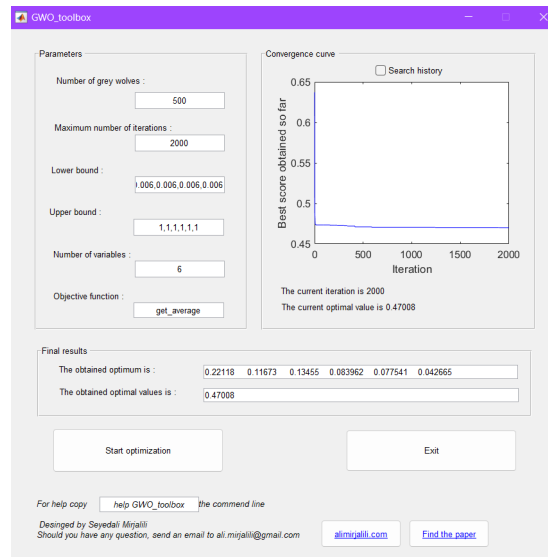 GWO_toolbox
Parameters
Number of grey wolves :
500
Maximum number of iterations :
2000
Lower bound :
0.006,0.006,0.006,0.006
Upper bound :
1,1,1,1,1,1
Number of variables :
6
Objective function :
get_average
Convergence curve
Search history
0.65
0.6
0.55
0.5
0.45
Best score obtained so far
0 500 1000 1500 2000
Iteration
The current iteration is 2000
The current optimal value is 0.47008
Final results
The obtained optimum is :
0.22118 0.11673 0.13455 0.083962 0.077541 0.042665
The obtained optimal values is :
0.47008
Start optimization
Exit
For help copy help GWO_toolbox the commend line
Desinged by Seyedali Mirjalili
Should you have any question, send an email to ali.mirjalili@gmail.com
alimirjalili.com
Find the paper